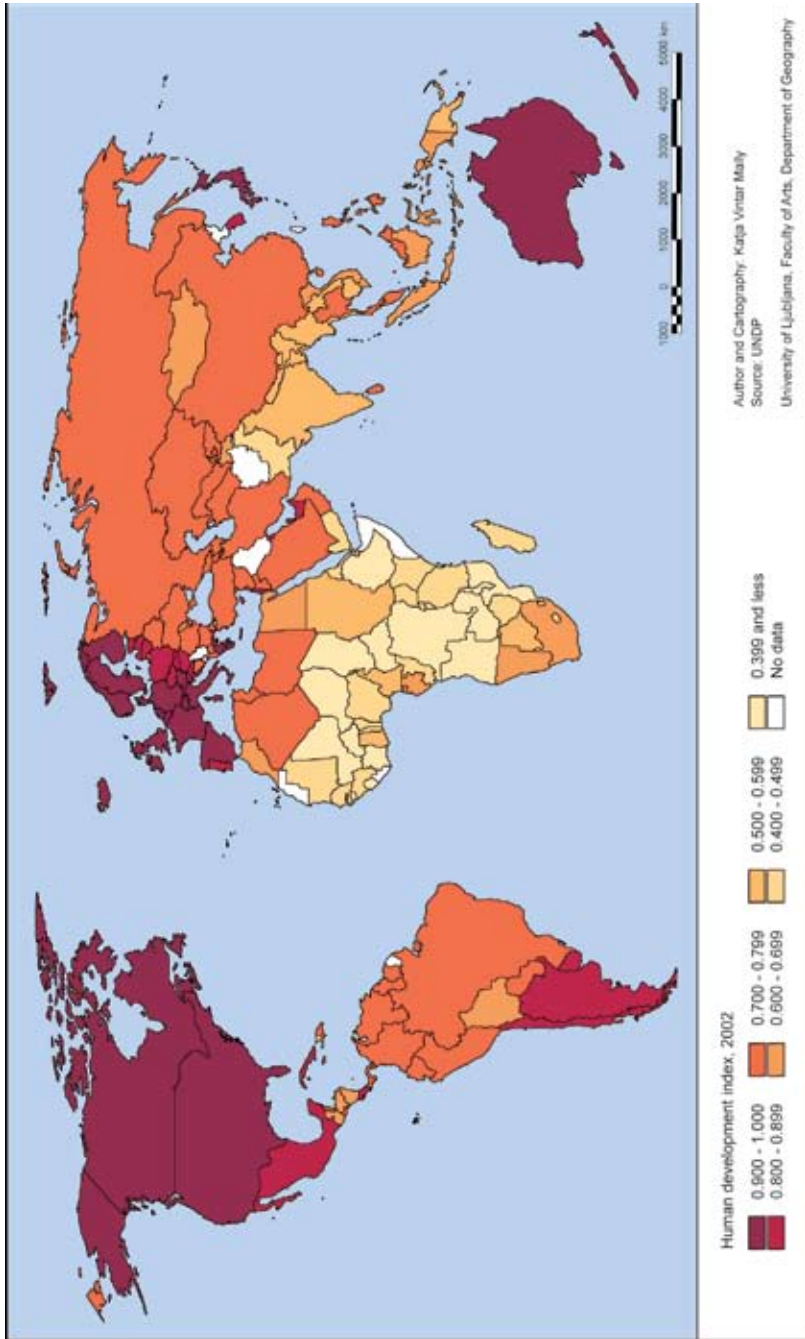 1000 0 1000 2000 3000 4000 5000 km
Human development index, 2002
0.900 - 1.000
0.800 - 0.899
0.700 - 0.799
0.600 - 0.699
0.500 - 0.599
0.400 - 0.499
0.399 and less
No data
Author and Cartography: Katja Vintar Mally
Source: UNDP
University of Ljubljana, Faculty of Arts, Department of Geography